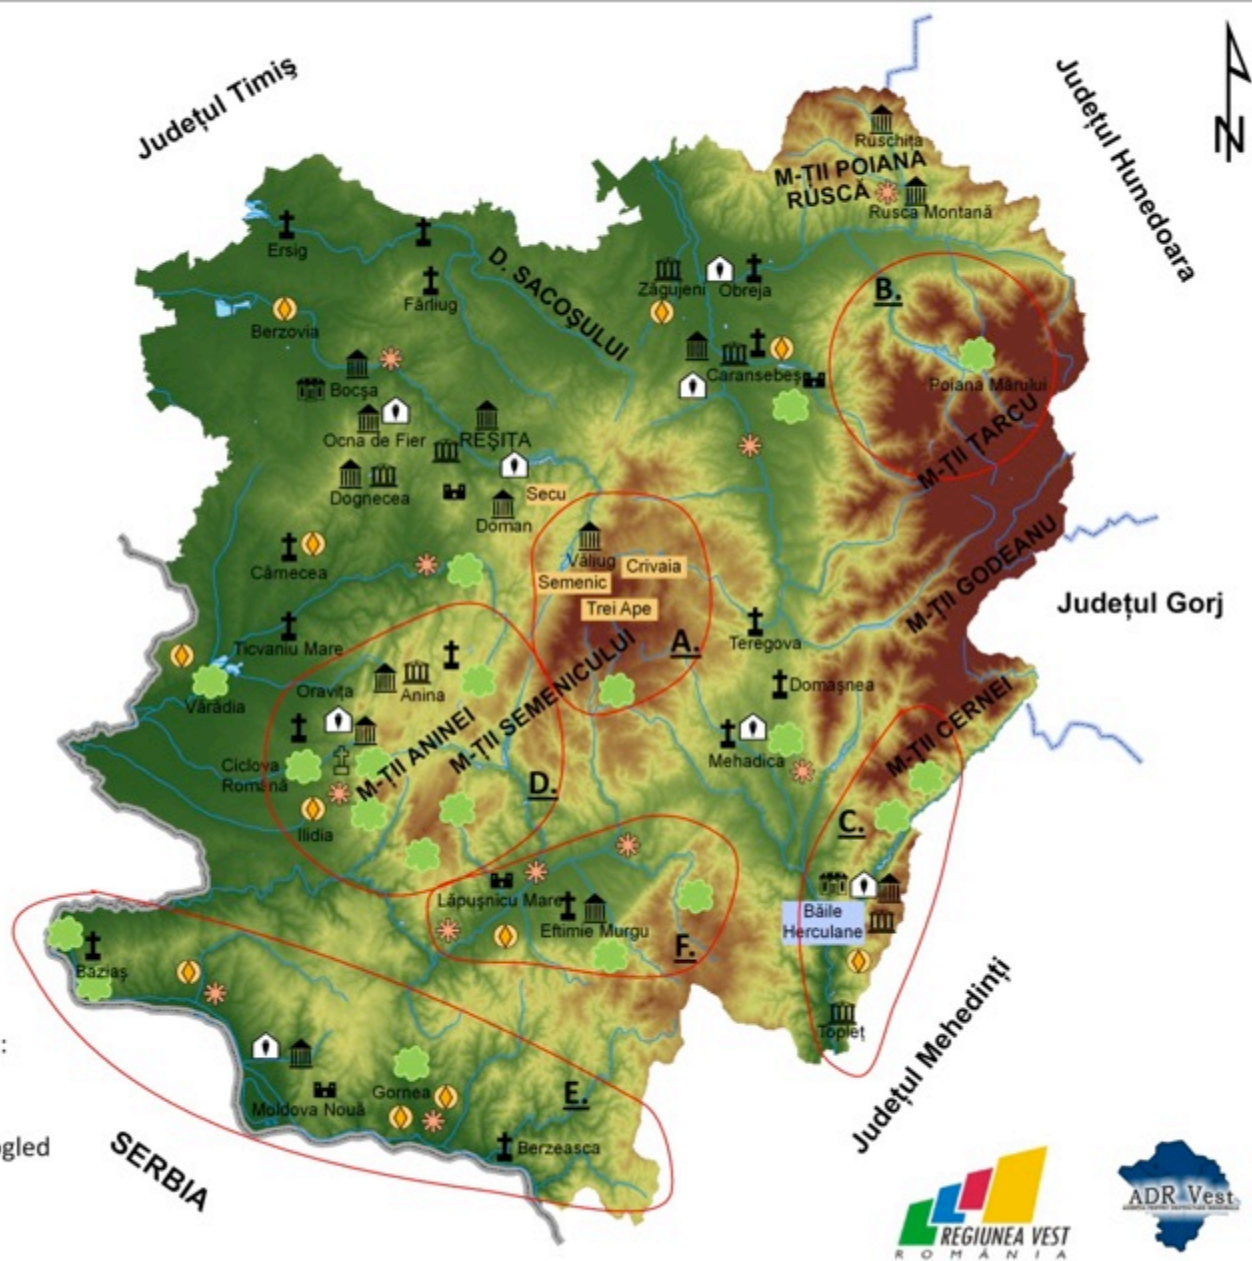 Județul Timiș
Județul Hunedoara
N
Rușchița
M-ȚII POIANA
RUSCĂ
Rusca Montană
Ersig
Fârliug
D. SACOȘULUI
Zăgujeni
Obreja
B.
Berzovia
Bocșa
Caransebeș
Poiana Mărului
Ocna de Fier
REȘITA
M-ȚII ȚARCU
Dognecea
Secu
Doman
Văliug
Crivaia
Semenic
Trei Ape
Cârnecea
M-ȚII GODEANU
Județul Gorj
Ticvaniu Mare
A.
Teregova
Oravița
Anina
Domașnea
Vărădia
M-ȚII ANINEI
M-ȚII SEMENICULUI
Mehadica
M-ȚII CERNEI
Ciclova
Română
D.
Ilidia
C.
Lăpușnicu Mare
Eftimie Murgu
F.
Băile
Herculane
Baziaș
Topleț
Județul Mehedinți
:
Gornea
Moldova Nouă
E.
Berzeasca
gled
SERBIA
REGIUNEA VEST
ROMÂNIA
ADR Vest